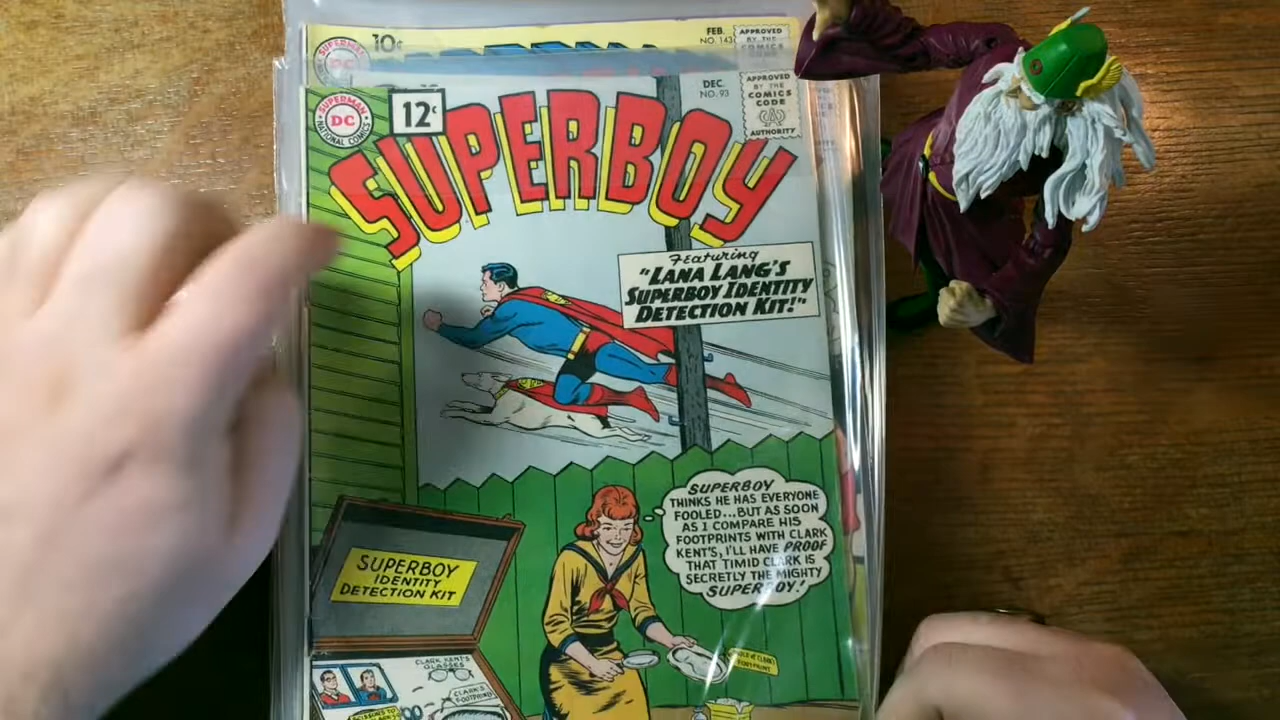 10¢
FEB.
NO. 143
APPROVED
BY THE
COMICS
SUPERMAN
DC
NATIONAL COMICS
12¢
DEC.
NO. 93
APPROVED
BY THE
COMICS
CODE
AUTHORITY
SUPERBOY
Featuring
"LANA LANG'S
SUPERBOY IDENTITY
DETECTION KIT!"
SUPERBOY
THINKS HE HAS EVERYONE
FOOLED...BUT AS SOON
AS I COMPARE HIS
FOOTPRINTS WITH CLARK
KENT'S, I'LL HAVE PROOF
THAT TIMID CLARK IS
SECRETLY THE MIGHTY
SUPERBOY!
SUPERBOY
IDENTITY
DETECTION KIT
CLARK KENT'S
GLASSES
CLARK'S
FOOTPRINT